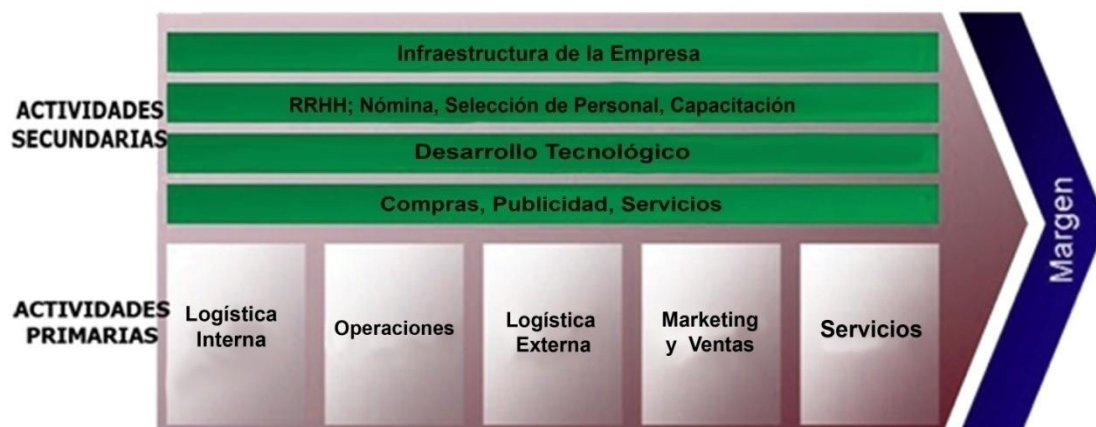 Infraestructura de la Empresa
ACTIVIDADES
SECUNDARIAS
RRHH; Nómina, Selección de Personal, Capacitación
Desarrollo Tecnológico
Compras, Publicidad, Servicios
ACTIVIDADES
PRIMARIAS
Logística
Interna
Operaciones
Logística
Externa
Marketing
y Ventas
Servicios
Margen